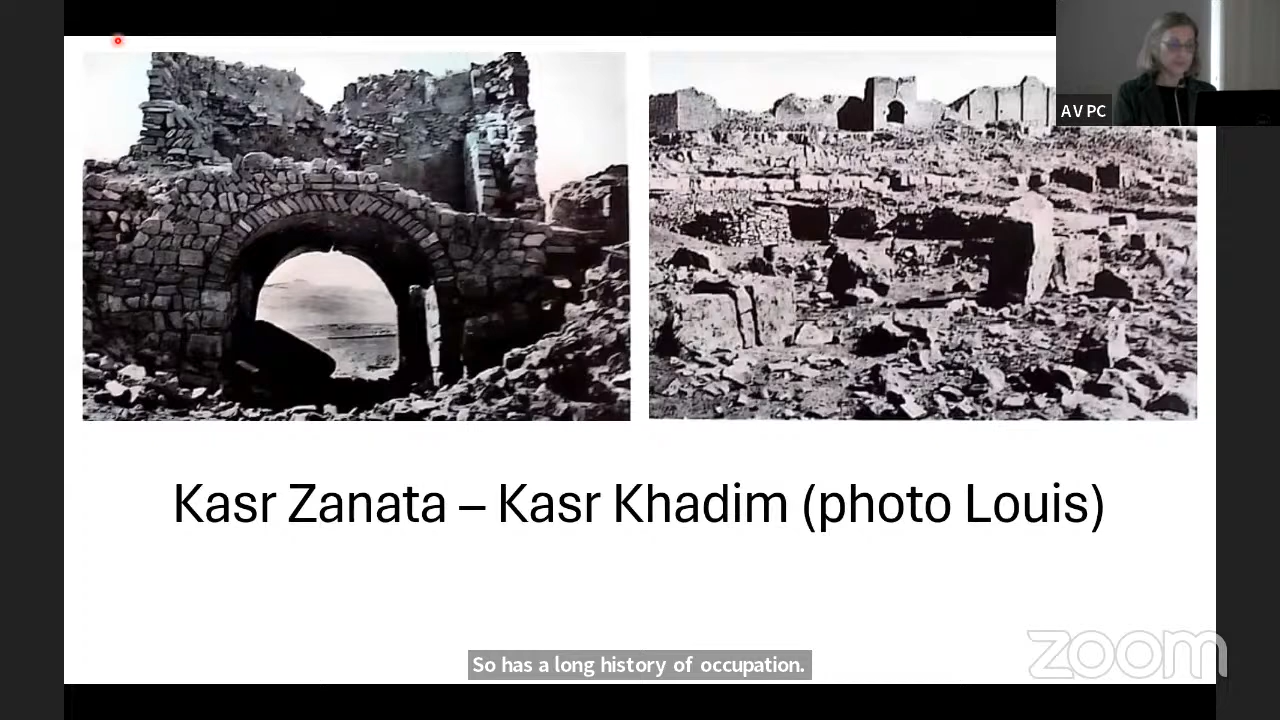 A V PC
Kasr Zanata – Kasr Khadim (photo Louis)
So has a long history of occupation.
zoom